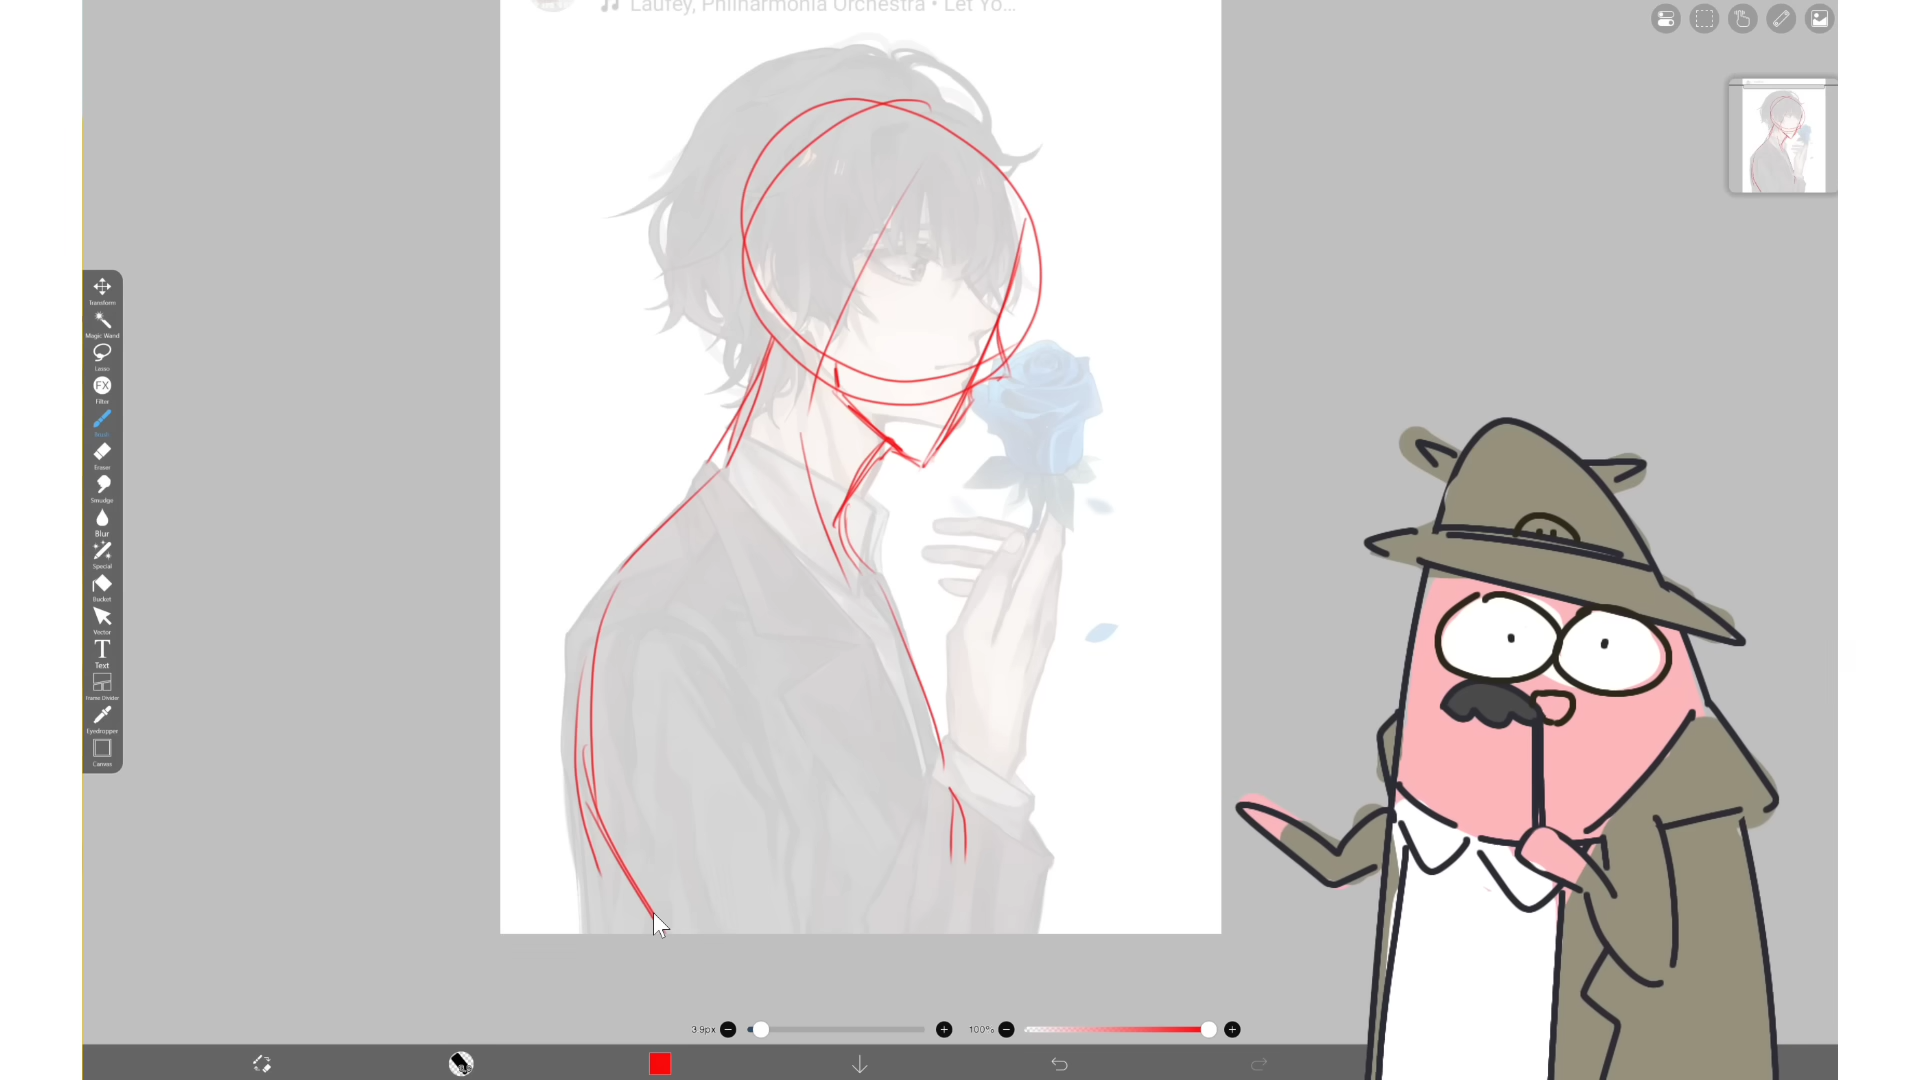 Laufey, Philharmonia Orchestra • Let Yo...
Transform
Magic Wand
Lasso
FX
Filter
Brush
Eraser
Smudge
Blur
Special
Bucket
Vector
T
Text
Frame Divider
Eyedropper
Canvas
3.9px
100%